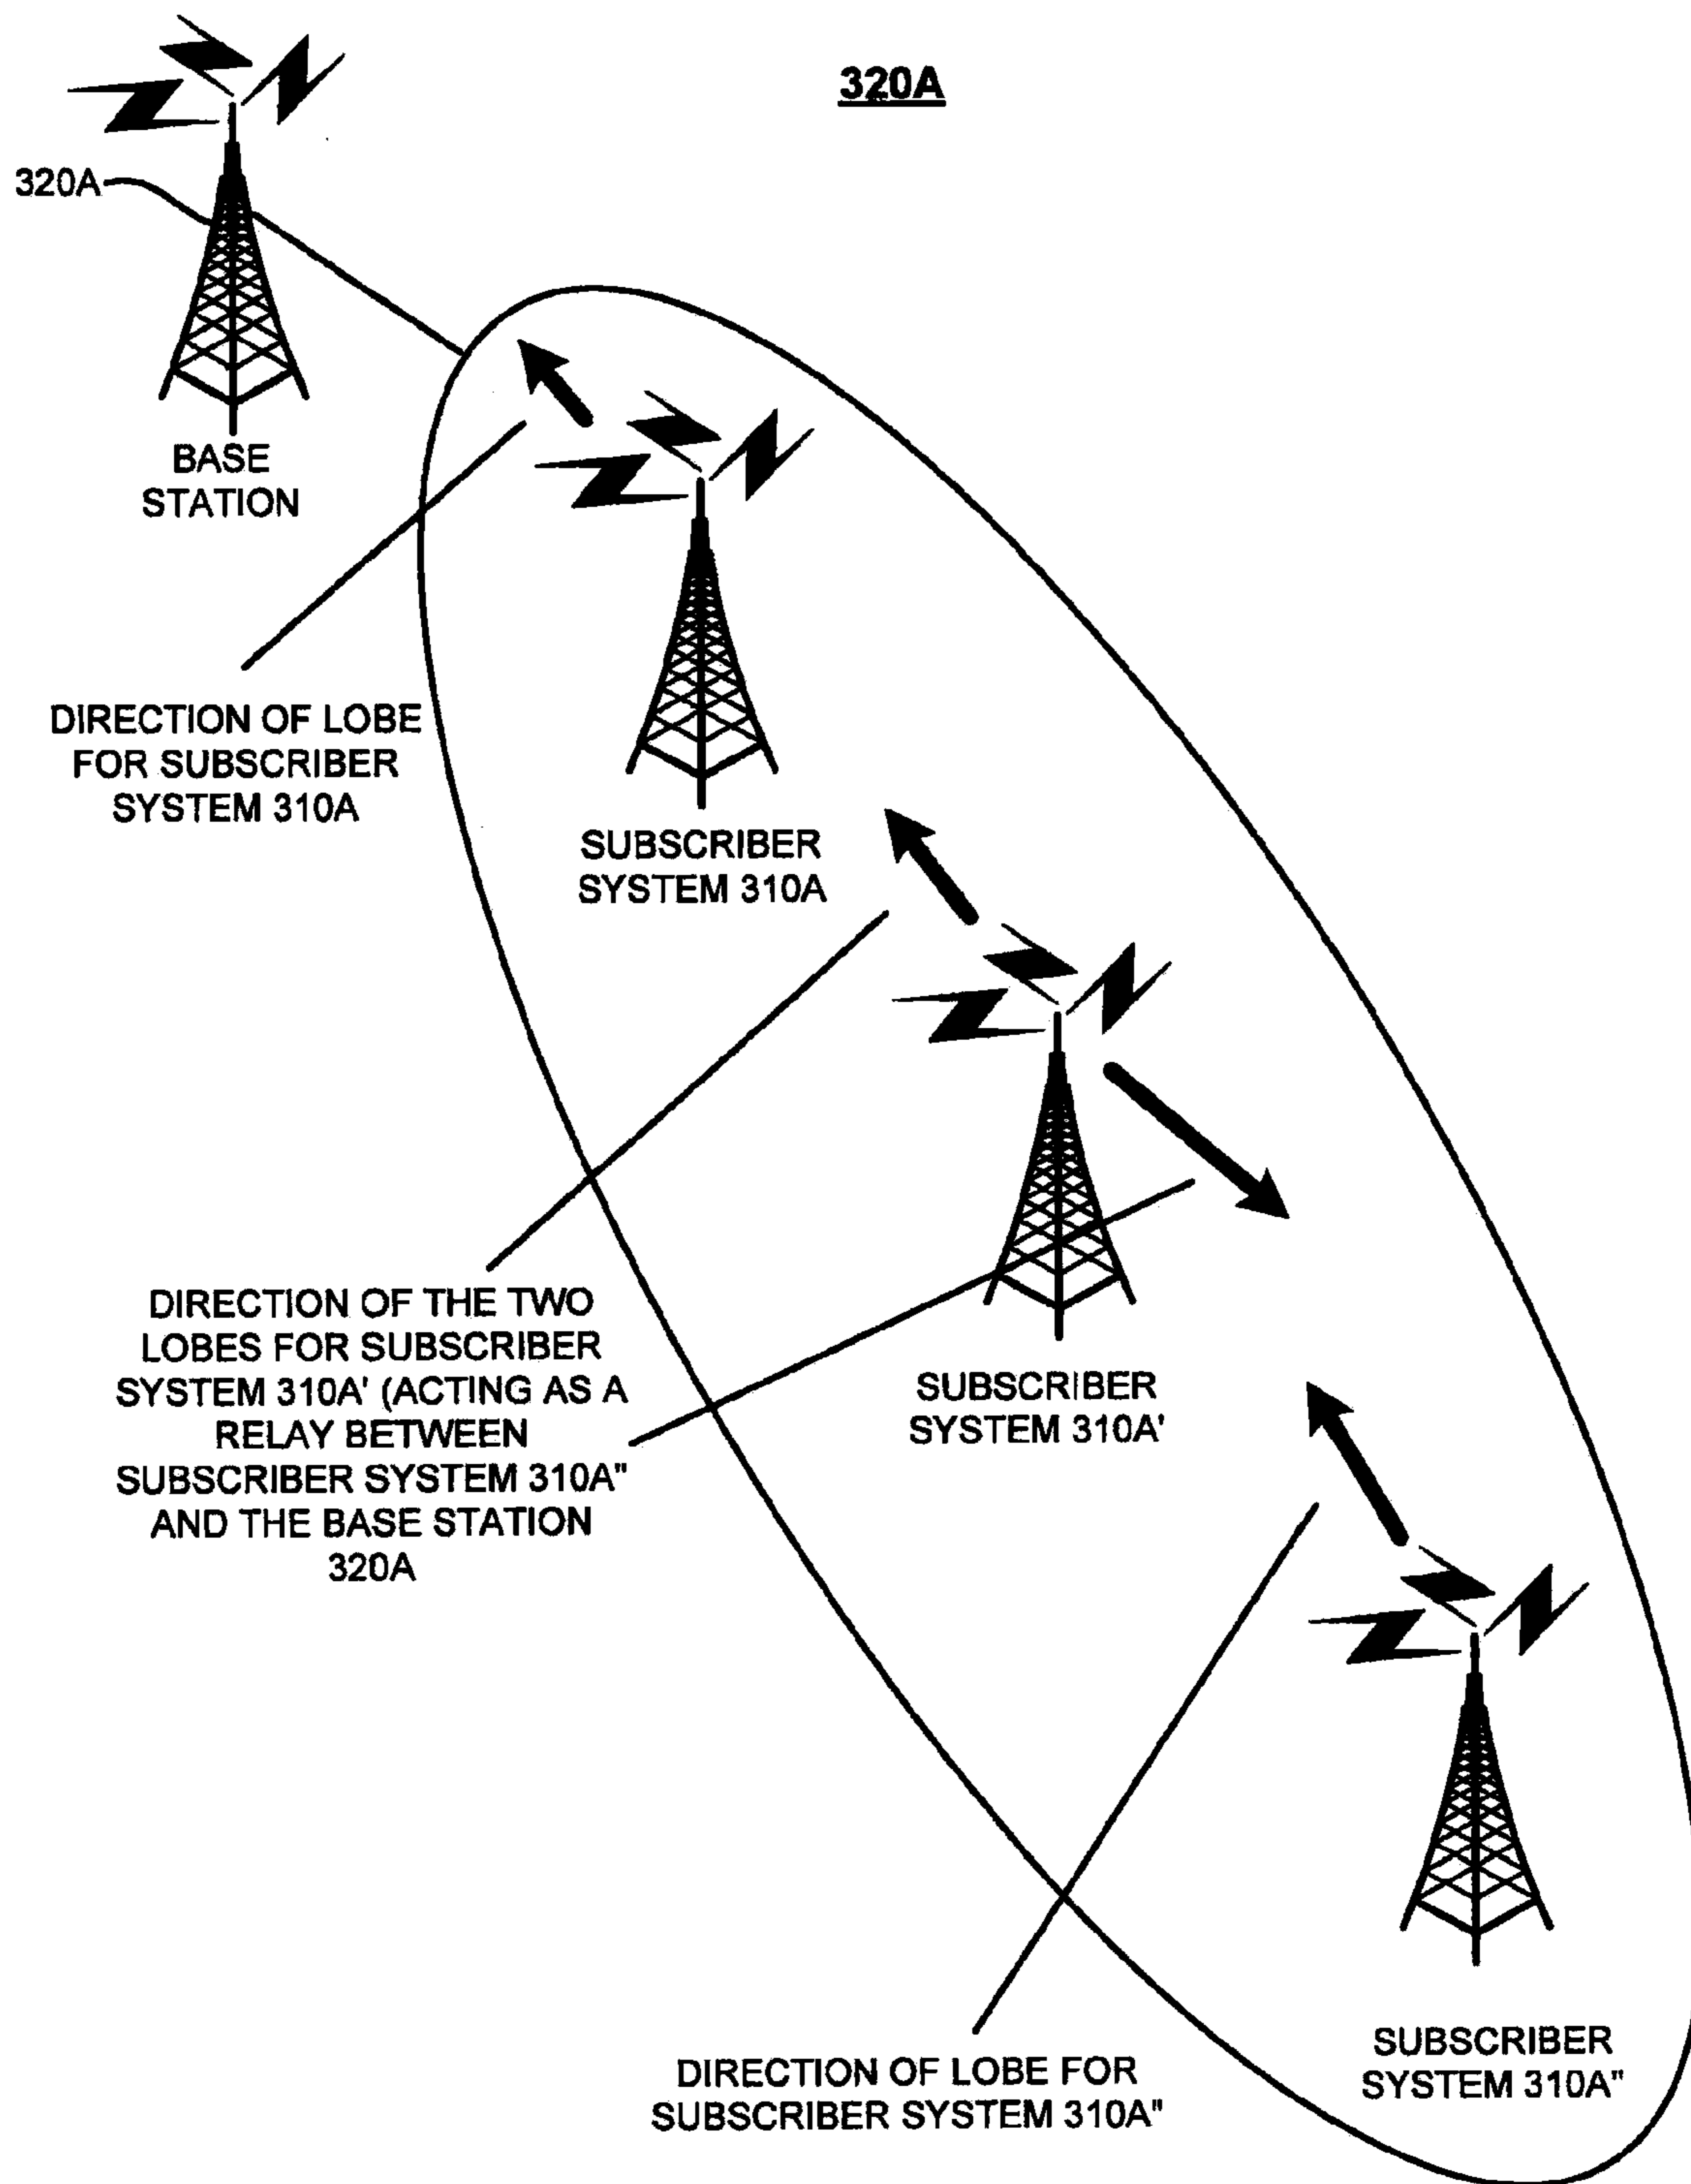 320A
320A
BASE
STATION
DIRECTION OF LOBE
FOR SUBSCRIBER
SYSTEM 310A
SUBSCRIBER
SYSTEM 310A
DIRECTION OF THE TWO
LOBES FOR SUBSCRIBER
SYSTEM 310A' (ACTING AS A
RELAY BETWEEN
SUBSCRIBER SYSTEM 310A"
AND THE BASE STATION
320A
SUBSCRIBER
SYSTEM 310A'
DIRECTION OF LOBE FOR
SUBSCRIBER SYSTEM 310A"
SUBSCRIBER
SYSTEM 310A"